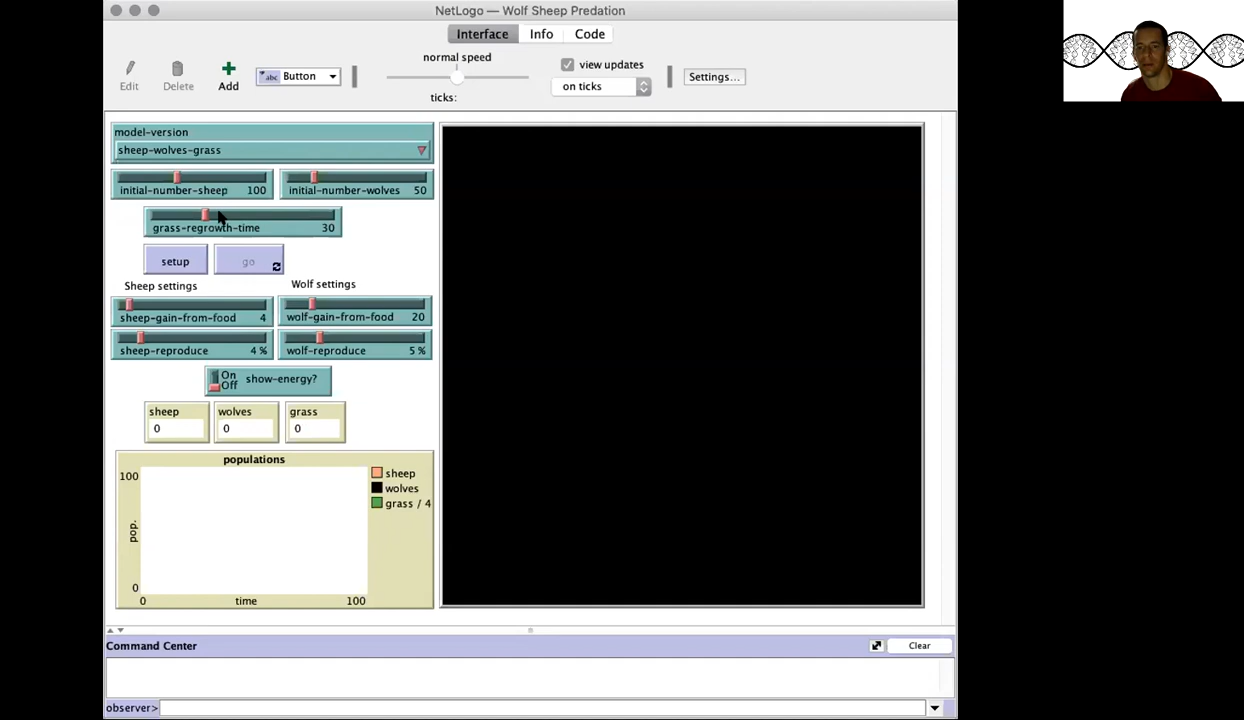 NetLogo — Wolf Sheep Predation
Interface Info Code
normal speed
view updates
Edit Delete Add abc Button Settings...
on ticks
ticks:
model-version
sheep-wolves-grass
initial-number-sheep 100 initial-number-wolves 50
grass-regrowth-time 30
setup go
Sheep settings Wolf settings
sheep-gain-from-food 4 wolf-gain-from-food 20
sheep-reproduce 4 % wolf-reproduce 5 %
On
Off show-energy?
sheep wolves grass
0 0 0
populations
100
pop.
0
0 time 100
sheep
wolves
grass / 4
Command Center Clear
observer>